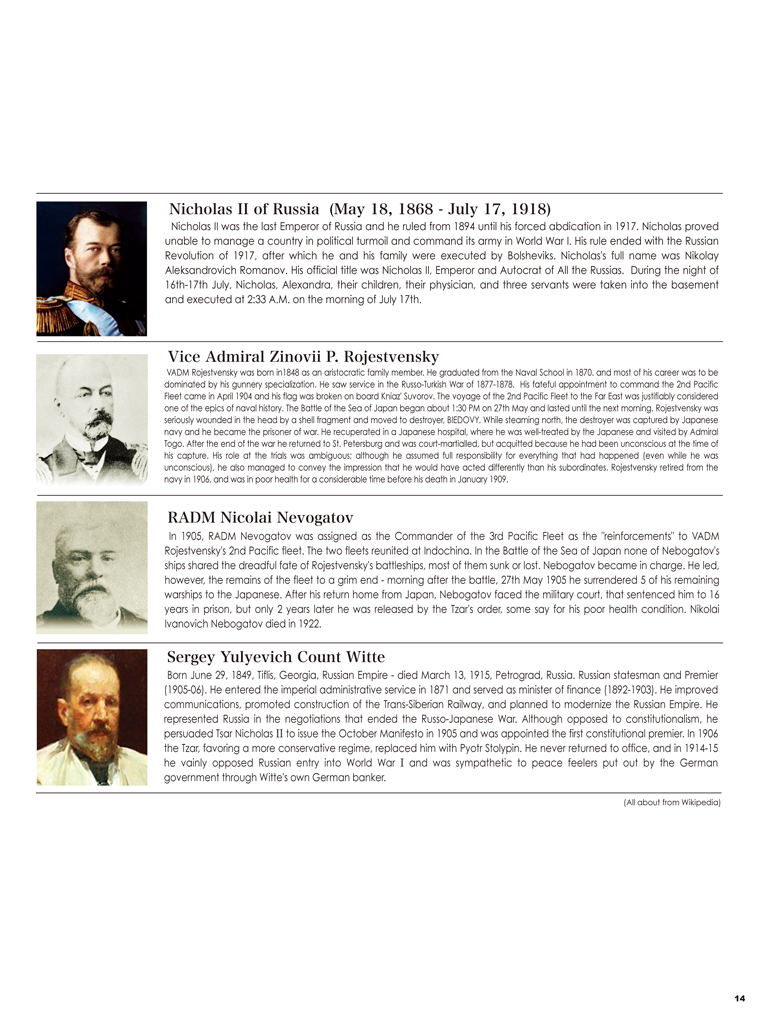 Nicholas II of Russia  (May 18, 1868 - July 17, 1918)
Nicholas II was the last Emperor of Russia and he ruled from 1894 until his forced abdication in 1917. Nicholas proved
unable to manage a country in political turmoil and command its army in World War I. His rule ended with the Russian
Revolution of 1917, after which he and his family were executed by Bolsheviks. Nicholas's full name was Nikolay
Aleksandrovich Romanov. His official title was Nicholas II, Emperor and Autocrat of All the Russias.  During the night of
16th-17th July, Nicholas, Alexandra, their children, their physician, and three servants were taken into the basement
and executed at 2:33 A.M. on the morning of July 17th.
Vice Admiral Zinovii P. Rojestvensky
VADM Rojestvensky was born in1848 as an aristocratic family member. He graduated from the Naval School in 1870. and most of his career was to be
dominated by his gunnery specialization. He saw service in the Russo-Turkish War of 1877-1878.  His fateful appointment to command the 2nd Pacific
Fleet came in April 1904 and his flag was broken on board Kniaz' Suvorov. The voyage of the 2nd Pacific Fleet to the Far East was justifiably considered
one of the epics of naval history. The Battle of the Sea of Japan began about 1:30 PM on 27th May and lasted until the next morning. Rojestvensky was
seriously wounded in the head by a shell fragment and moved to destroyer, BIEDOVY. While steaming north, the destroyer was captured by Japanese
navy and he became the prisoner of war. He recuperated in a Japanese hospital, where he was well-treated by the Japanese and visited by Admiral
Togo. After the end of the war he returned to St. Petersburg and was court-martialled, but acquitted because he had been unconscious at the time of
his capture. His role at the trials was ambiguous; although he assumed full responsibility for everything that had happened (even while he was
unconscious), he also managed to convey the impression that he would have acted differently than his subordinates. Rojestvensky retired from the
navy in 1906, and was in poor health for a considerable time before his death in January 1909.
RADM Nicolai Nevogatov
In 1905, RADM Nevogatov was assigned as the Commander of the 3rd Pacific Fleet as the "reinforcements" to VADM
Rojestvensky's 2nd Pacific fleet. The two fleets reunited at Indochina. In the Battle of the Sea of Japan none of Nebogatov's
ships shared the dreadful fate of Rojestvensky's battleships, most of them sunk or lost. Nebogatov became in charge. He led,
however, the remains of the fleet to a grim end - morning after the battle, 27th May 1905 he surrendered 5 of his remaining
warships to the Japanese. After his return home from Japan, Nebogatov faced the military court, that sentenced him to 16
years in prison, but only 2 years later he was released by the Tzar's order, some say for his poor health condition. Nikolai
Ivanovich Nebogatov died in 1922.
Sergey Yulyevich Count Witte
Born June 29, 1849, Tiflis, Georgia, Russian Empire - died March 13, 1915, Petrograd, Russia. Russian statesman and Premier
(1905-06). He entered the imperial administrative service in 1871 and served as minister of finance (1892-1903). He improved
communications, promoted construction of the Trans-Siberian Railway, and planned to modernize the Russian Empire. He
represented Russia in the negotiations that ended the Russo-Japanese War. Although opposed to constitutionalism, he
persuaded Tsar Nicholas II to issue the October Manifesto in 1905 and was appointed the first constitutional premier. In 1906
the Tzar, favoring a more conservative regime, replaced him with Pyotr Stolypin. He never returned to office, and in 1914-15
he vainly opposed Russian entry into World War I and was sympathetic to peace feelers put out by the German
government through Witte's own German banker.
(All about from Wikipedia)
14